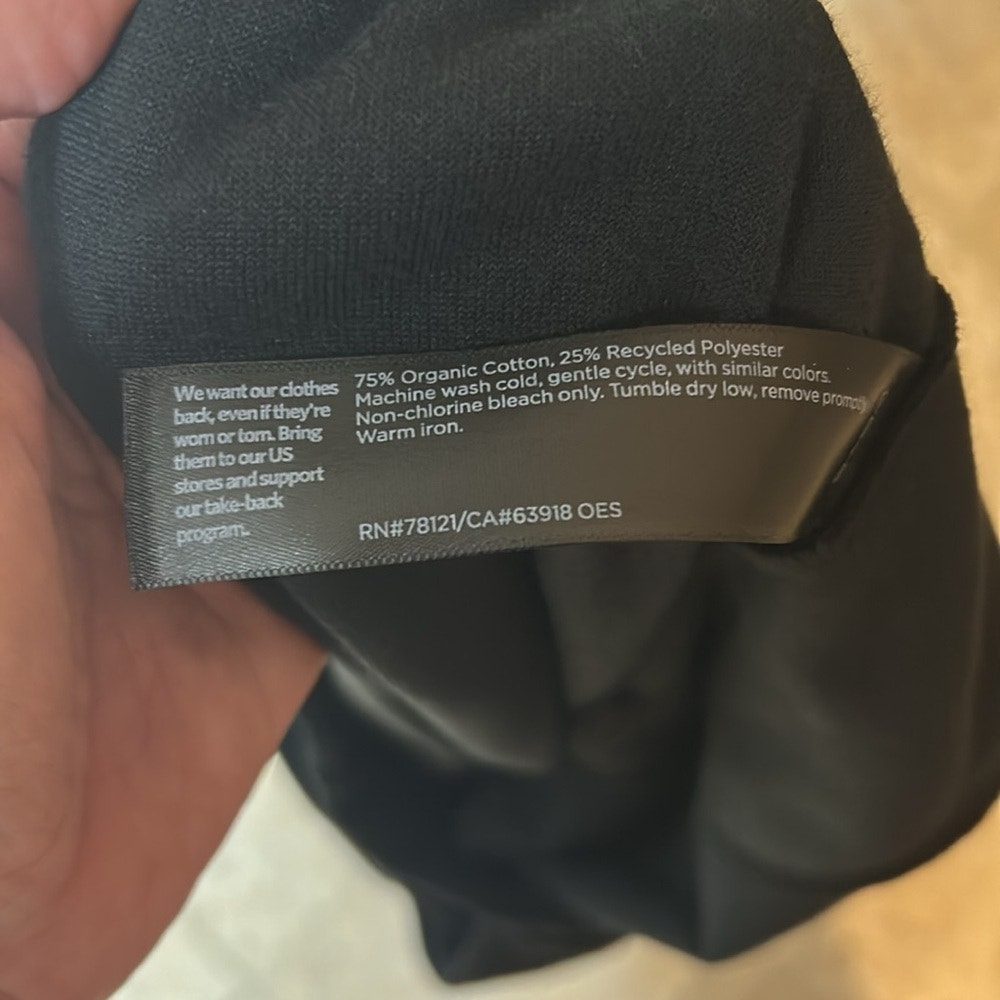 We want our clothes
back, even if they're
worn or torn. Bring
them to our US
stores and support
our take-back
program.
75% Organic Cotton, 25% Recycled Polyester
Machine wash cold, gentle cycle, with similar colors.
Non-chlorine bleach only. Tumble dry low, remove promptly
Warm iron.
RN#78121/CA#63918 OES